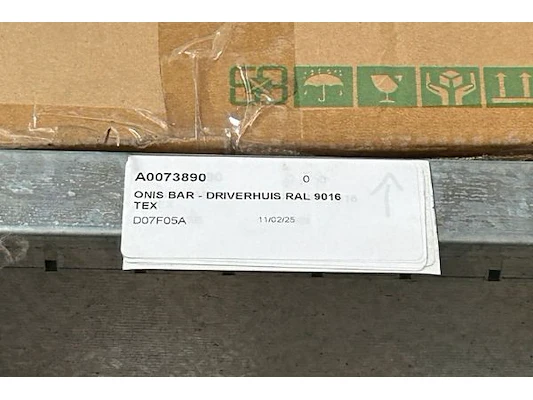 A0073890 0
ONIS BAR - DRIVERHUIS RAL 9016
TEX
D07F05A 11/02/25